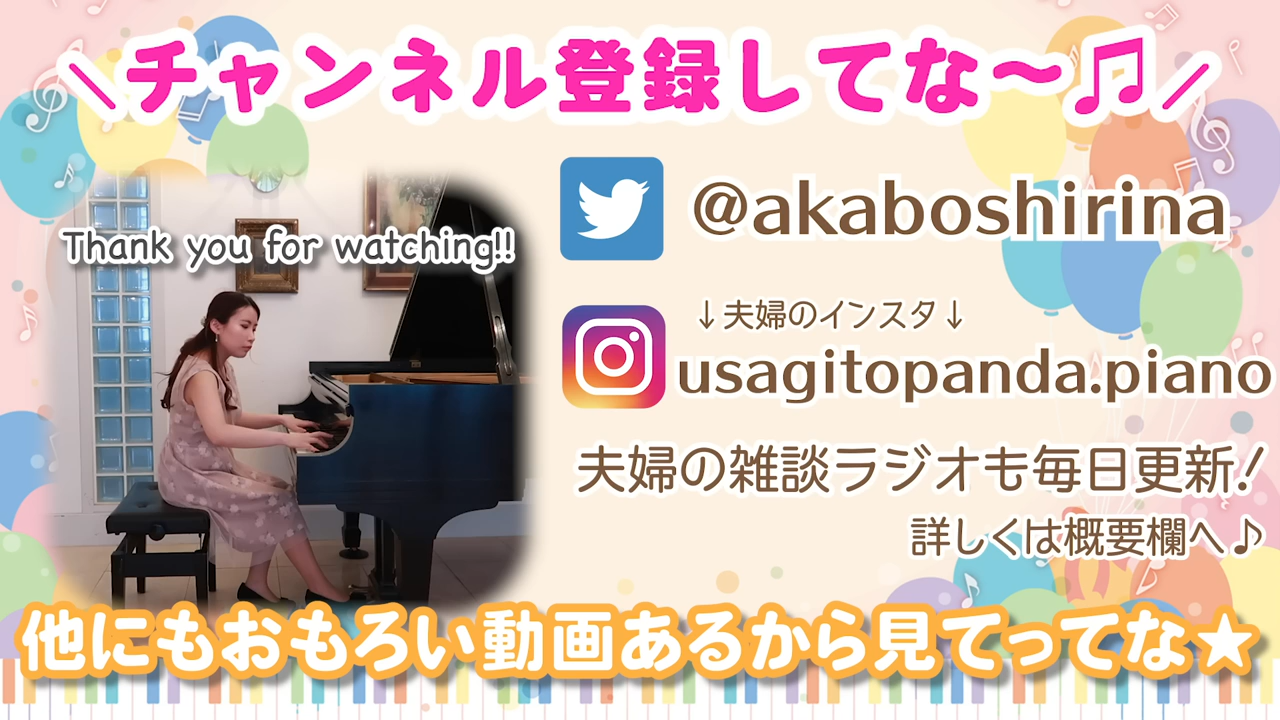 \チャンネル登録してな〜♫/
Thank you for watching!!
@akaboshirina
↓夫婦のインスタ↓
usagitopanda.piano
夫婦の雑談ラジオも毎日更新!
詳しくは概要欄へ♪
他にもおもろい動画あるから見てってな★